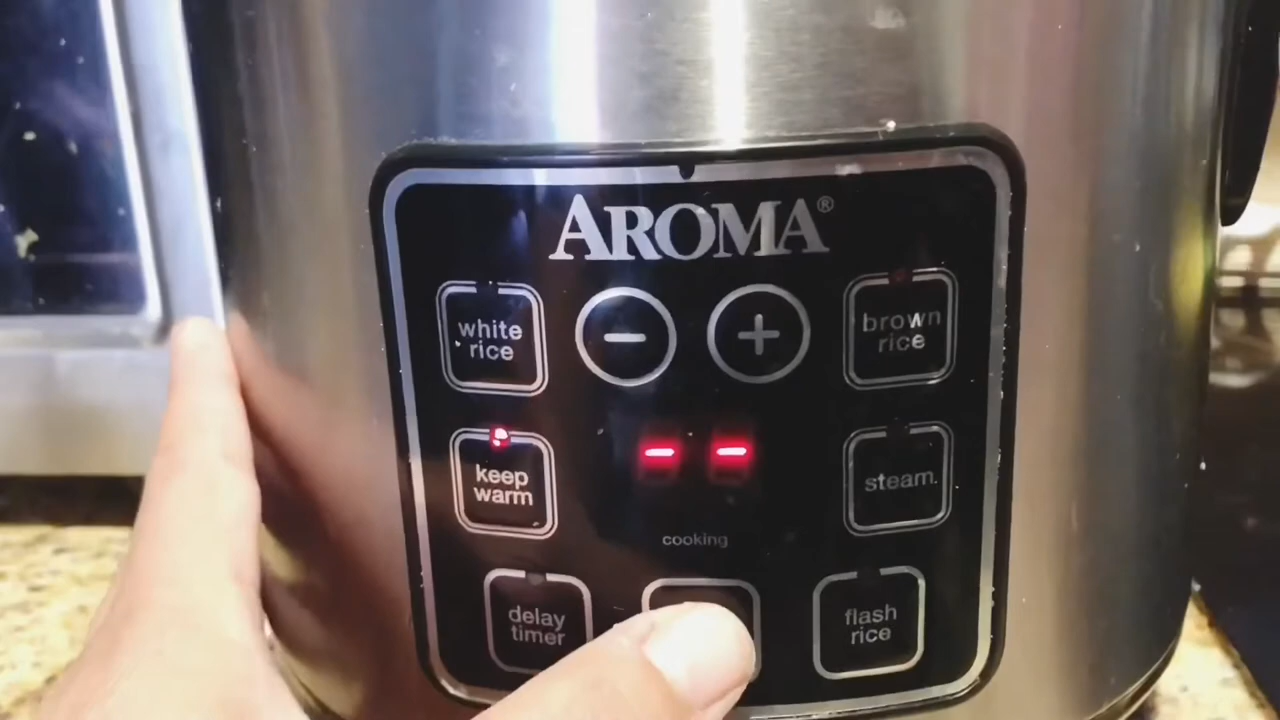 AROMA®
white
rice
−
+
brown
rice
keep
warm
-- 
steam
cooking
delay
timer
flash
rice